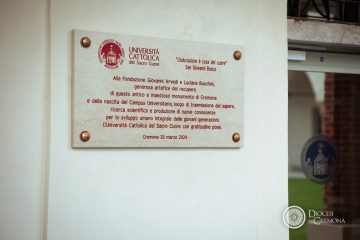 UNIVERSITÀ
CATTOLICA
del Sacro Cuore
"L'educazione è cosa del cuore"
San Giovanni Bosco
Alla Fondazione Giovanni Arvedi e Luciana Buschini,
generosa artefice del recupero
di questo antico e maestoso monumento di Cremona
e della nascita del Campus Universitario, luogo di trasmissione del sapere,
ricerca scientifica e produzione di nuove conoscenze
per lo sviluppo umano integrale delle giovani generazioni.
L'Università Cattolica del Sacro Cuore con gratitudine pose.
Cremona 20 marzo 2024
DIOCESI
DI CREMONA